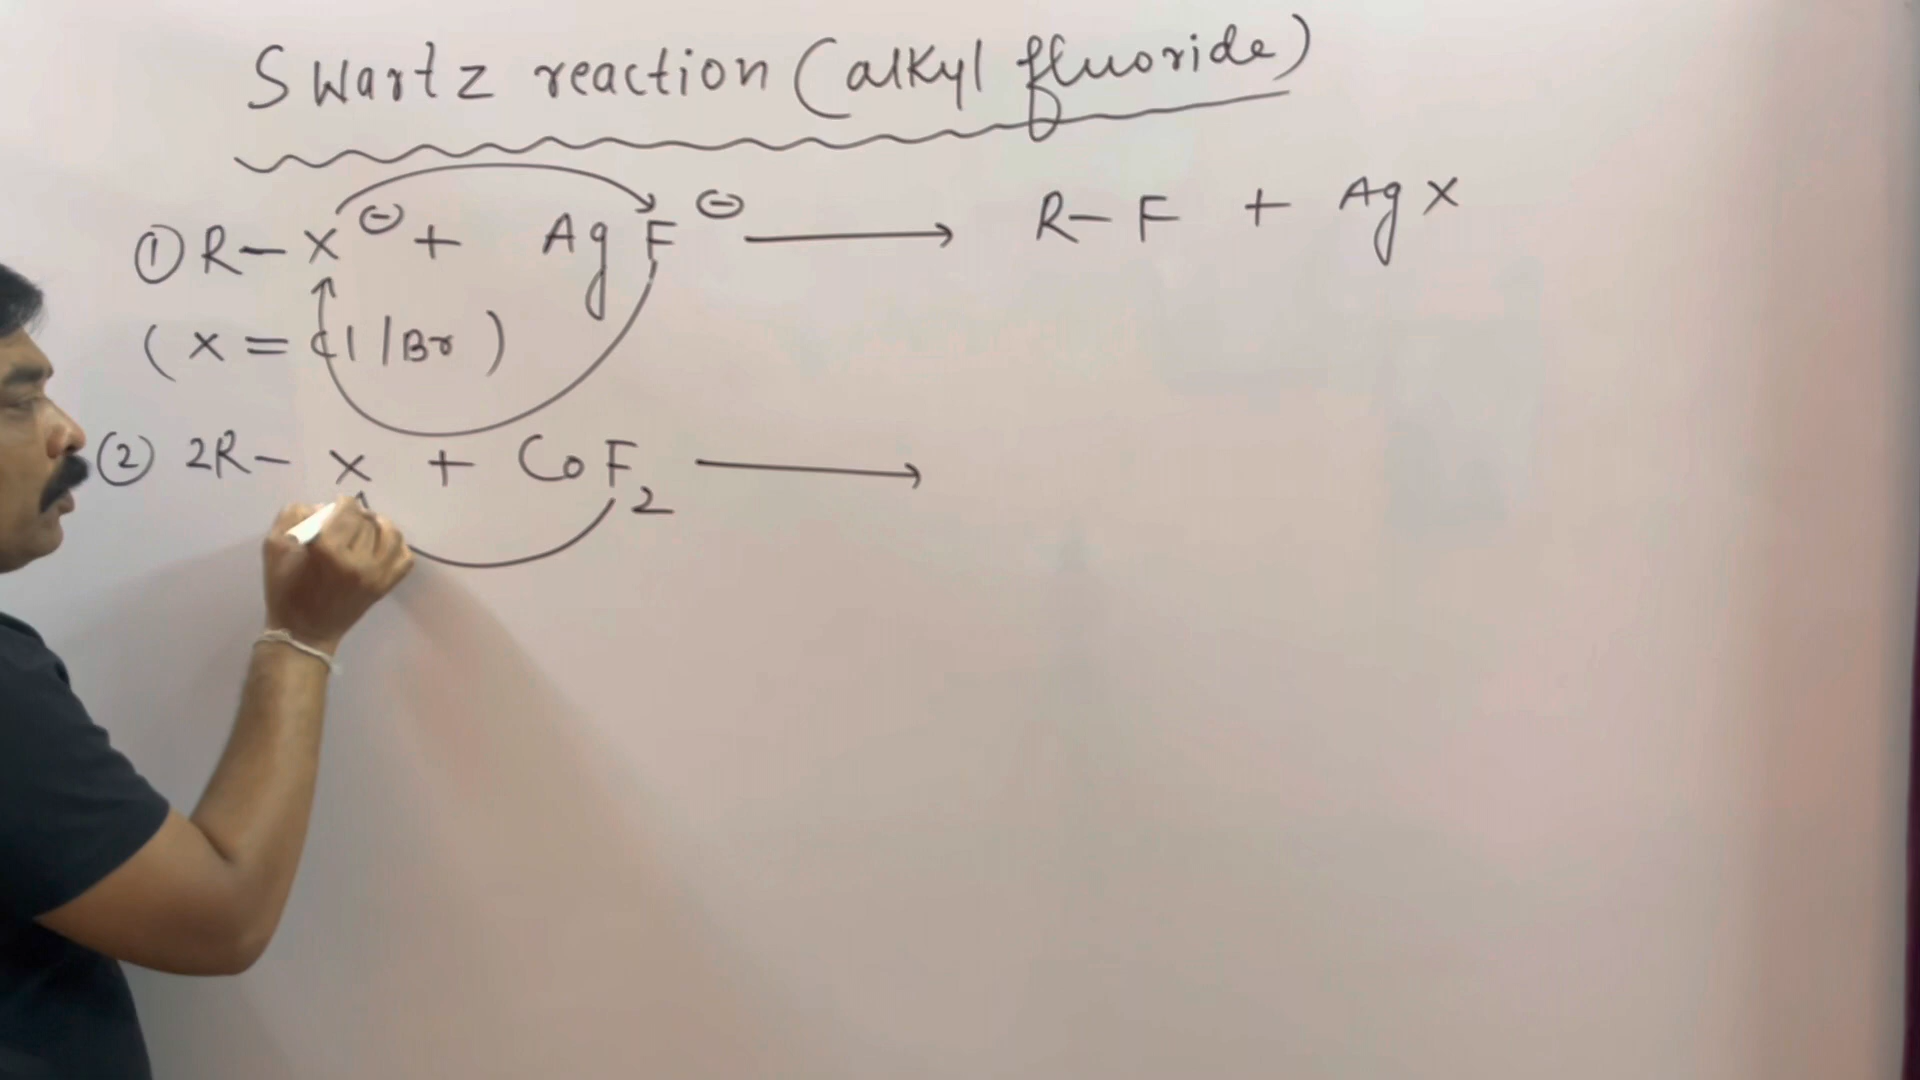 Swartz reaction (alkyl fluoride)
① R–X⊖ + AgF⊖ ⟶ R–F + AgX
(X = Cl/Br)
② 2R–X + CoF₂ ⟶